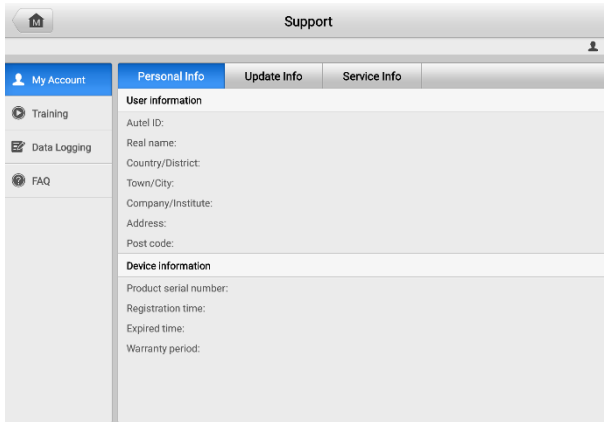 M
Support
My Account
Training
Data Logging
FAQ
Personal Info
Update Info
Service Info
User information
Autel ID:
Real name:
Country/District:
Town/City:
Company/Institute:
Address:
Post code:
Device information
Product serial number:
Registration time:
Expired time:
Warranty period: